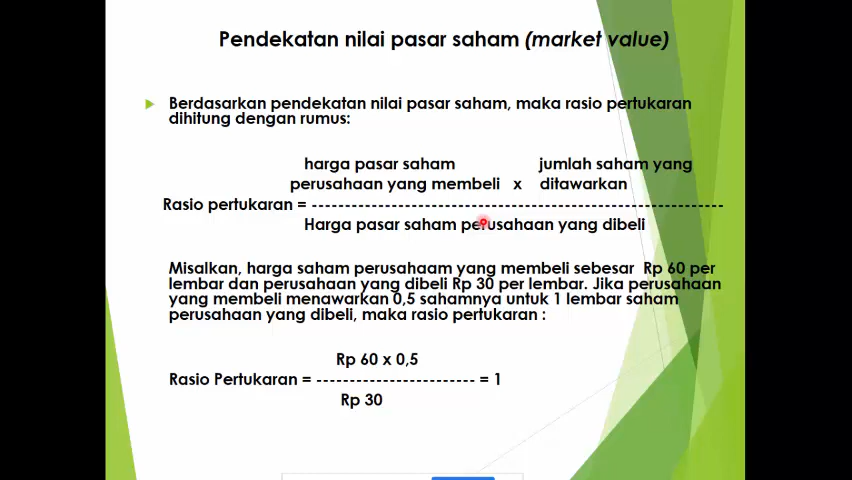 Pendekatan nilai pasar saham (market value)
Berdasarkan pendekatan nilai pasar saham, maka rasio pertukaran
dihitung dengan rumus:
harga pasar saham jumlah saham yang
perusahaan yang membeli x ditawarkan
Rasio pertukaran = --------------------------------------------------------------
Harga pasar saham perusahaan yang dibeli
Misalkan, harga saham perusahaam yang membeli sebesar Rp 60 per
lembar dan perusahaan yang dibeli Rp 30 per lembar. Jika perusahaan
yang membeli menawarkan 0,5 sahamnya untuk 1 lembar saham
perusahaan yang dibeli, maka rasio pertukaran :
Rp 60 x 0,5
Rasio Pertukaran = ------------------------ = 1
Rp 30